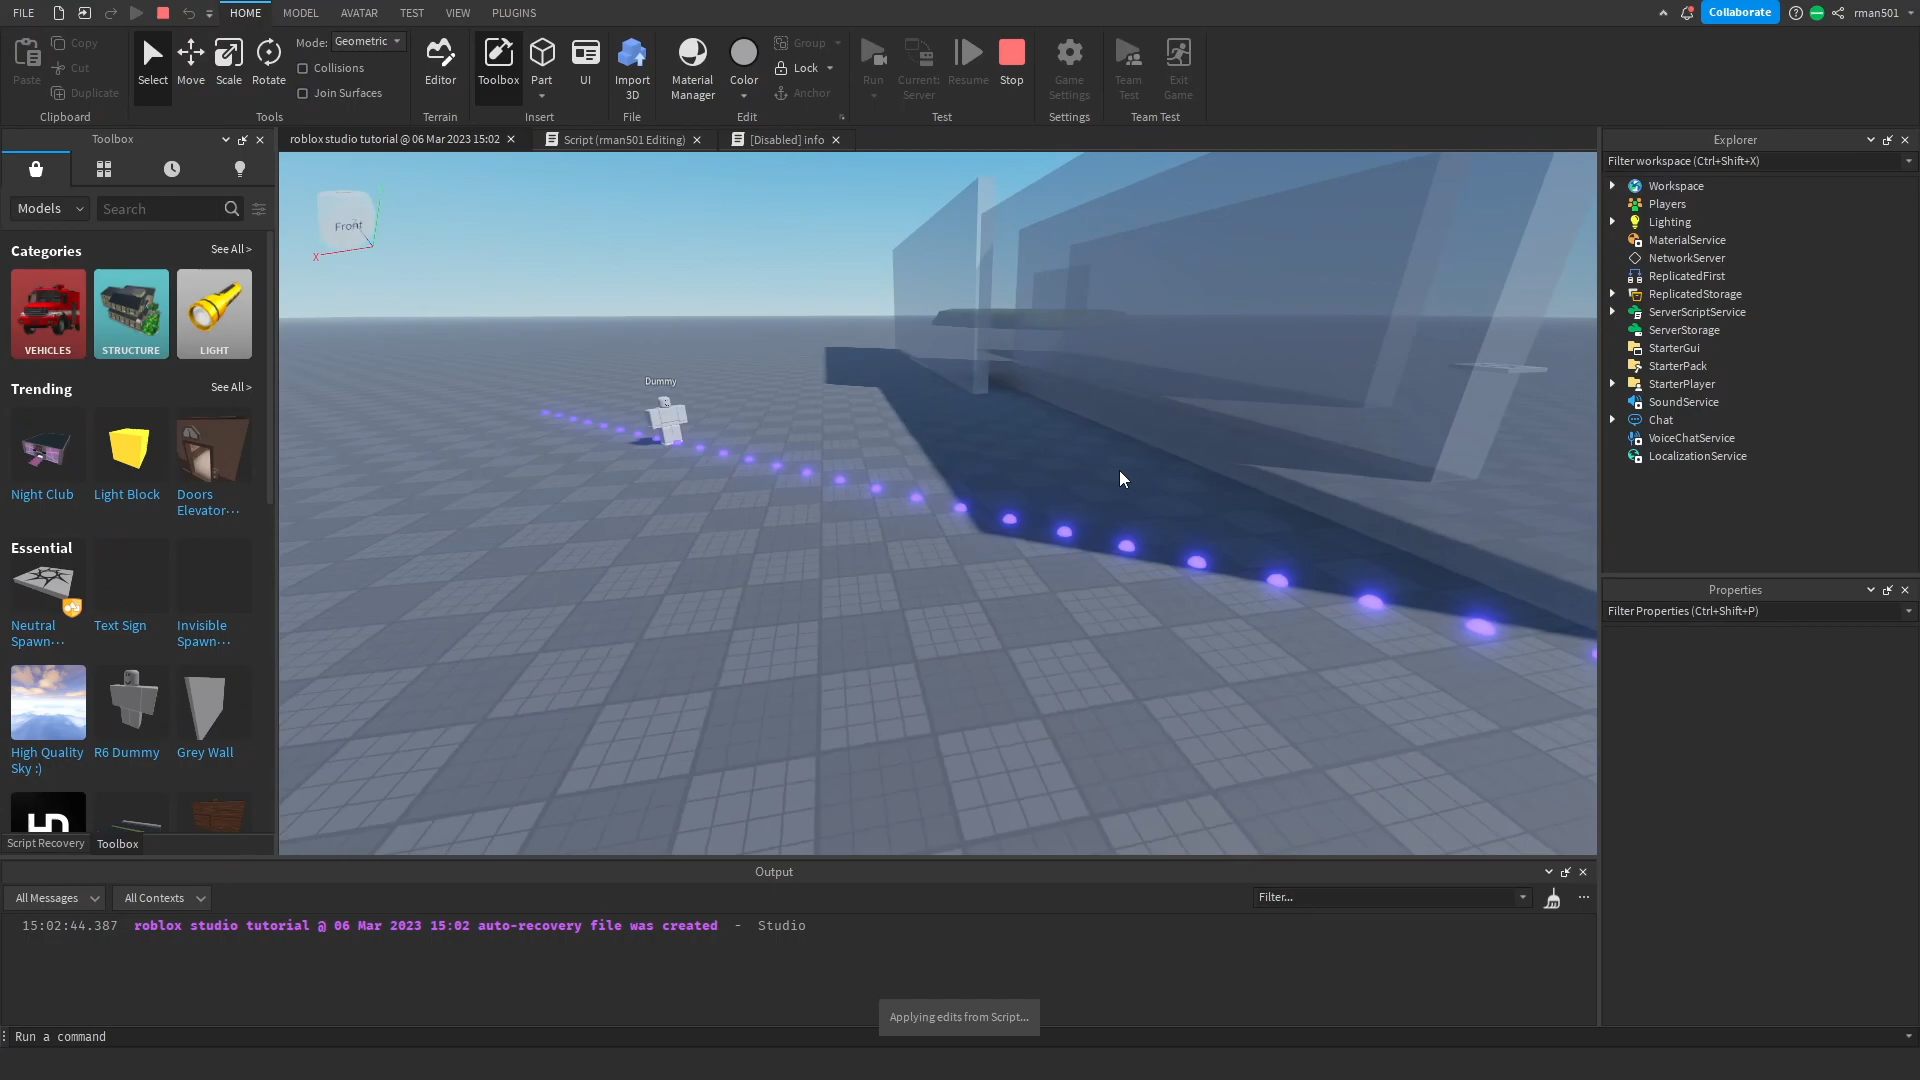 FILE HOME MODEL AVATAR TEST VIEW PLUGINS Collaborate rman501
Paste Copy Cut Duplicate Clipboard
Select Move Scale Rotate Mode: Geometric Collisions Join Surfaces Tools
Editor Terrain
Toolbox Part UI Insert
Import 3D File
Material Manager Color Group Lock Anchor Edit
Run Current: Server Resume Stop Test
Game Settings Settings
Team Test Exit Game Team Test
Toolbox
roblox studio tutorial @ 06 Mar 2023 15:02 Script (rman501 Editing) [Disabled] info
Models Search
Categories See All >
VEHICLES STRUCTURE LIGHT
Trending See All >
Night Club Light Block Doors Elevator...
Essential
Neutral Spawn... Text Sign Invisible Spawn...
High Quality Sky :) R6 Dummy Grey Wall
HD
Script Recovery Toolbox
Front
X
Dummy
Explorer
Filter workspace (Ctrl+Shift+X)
Workspace
Players
Lighting
MaterialService
NetworkServer
ReplicatedFirst
ReplicatedStorage
ServerScriptService
ServerStorage
StarterGui
StarterPack
StarterPlayer
SoundService
Chat
VoiceChatService
LocalizationService
Properties
Filter Properties (Ctrl+Shift+P)
Output
All Messages All Contexts Filter...
15:02:44.387 roblox studio tutorial @ 06 Mar 2023 15:02 auto-recovery file was created - Studio
Applying edits from Script...
Run a command